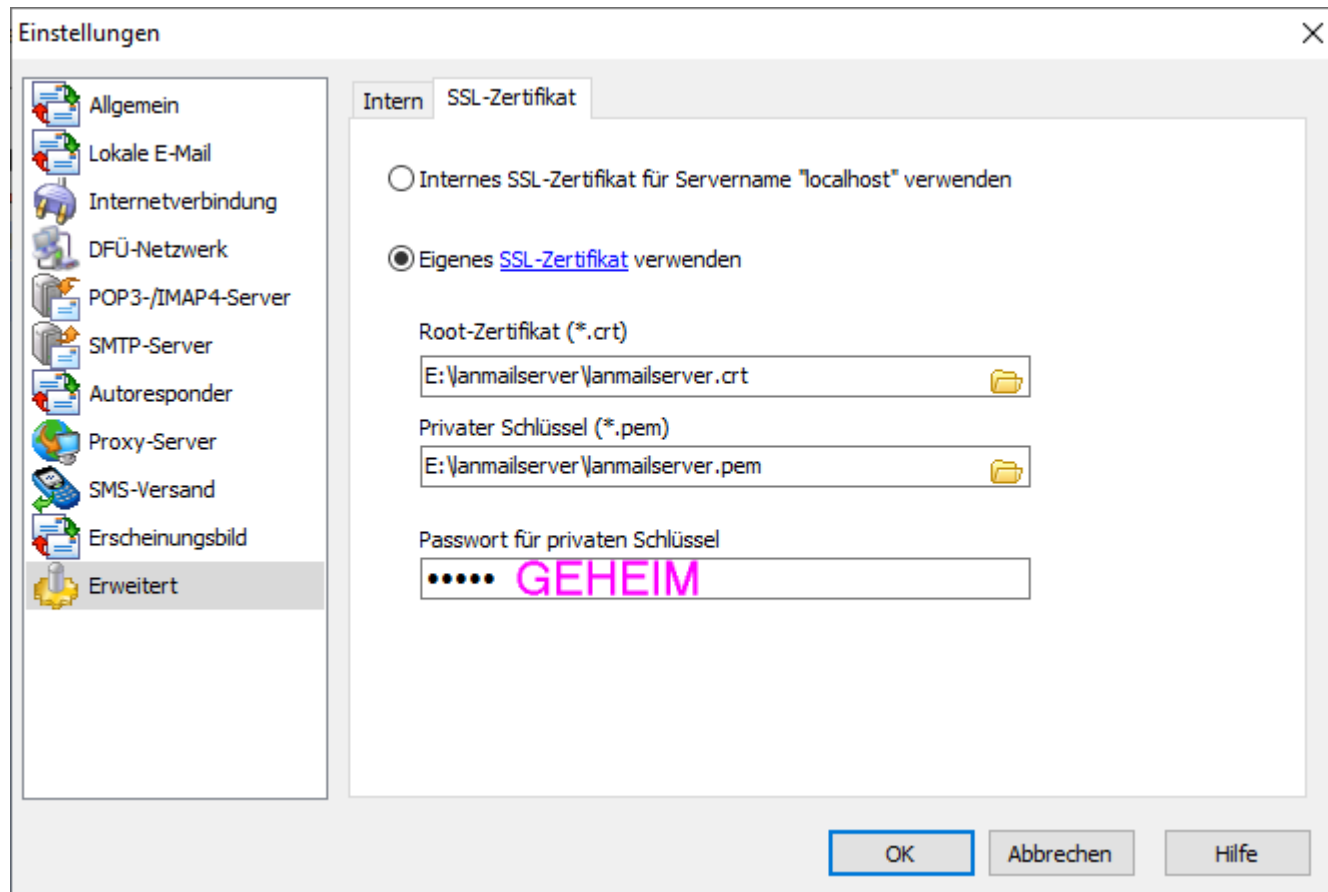 Einstellungen
Allgemein
Lokale E-Mail
Internetverbindung
DFÜ-Netzwerk
POP3-/IMAP4-Server
SMTP-Server
Autoresponder
Proxy-Server
SMS-Versand
Erscheinungsbild
Erweitert
Intern SSL-Zertifikat
Internes SSL-Zertifikat für Servername "localhost" verwenden
Eigenes SSL-Zertifikat verwenden
Root-Zertifikat (*.crt)
E:\lanmailserver\lanmailserver.crt
Privater Schlüssel (*.pem)
E:\lanmailserver\lanmailserver.pem
Passwort für privaten Schlüssel
••••• GEHEIM
OK Abbrechen Hilfe